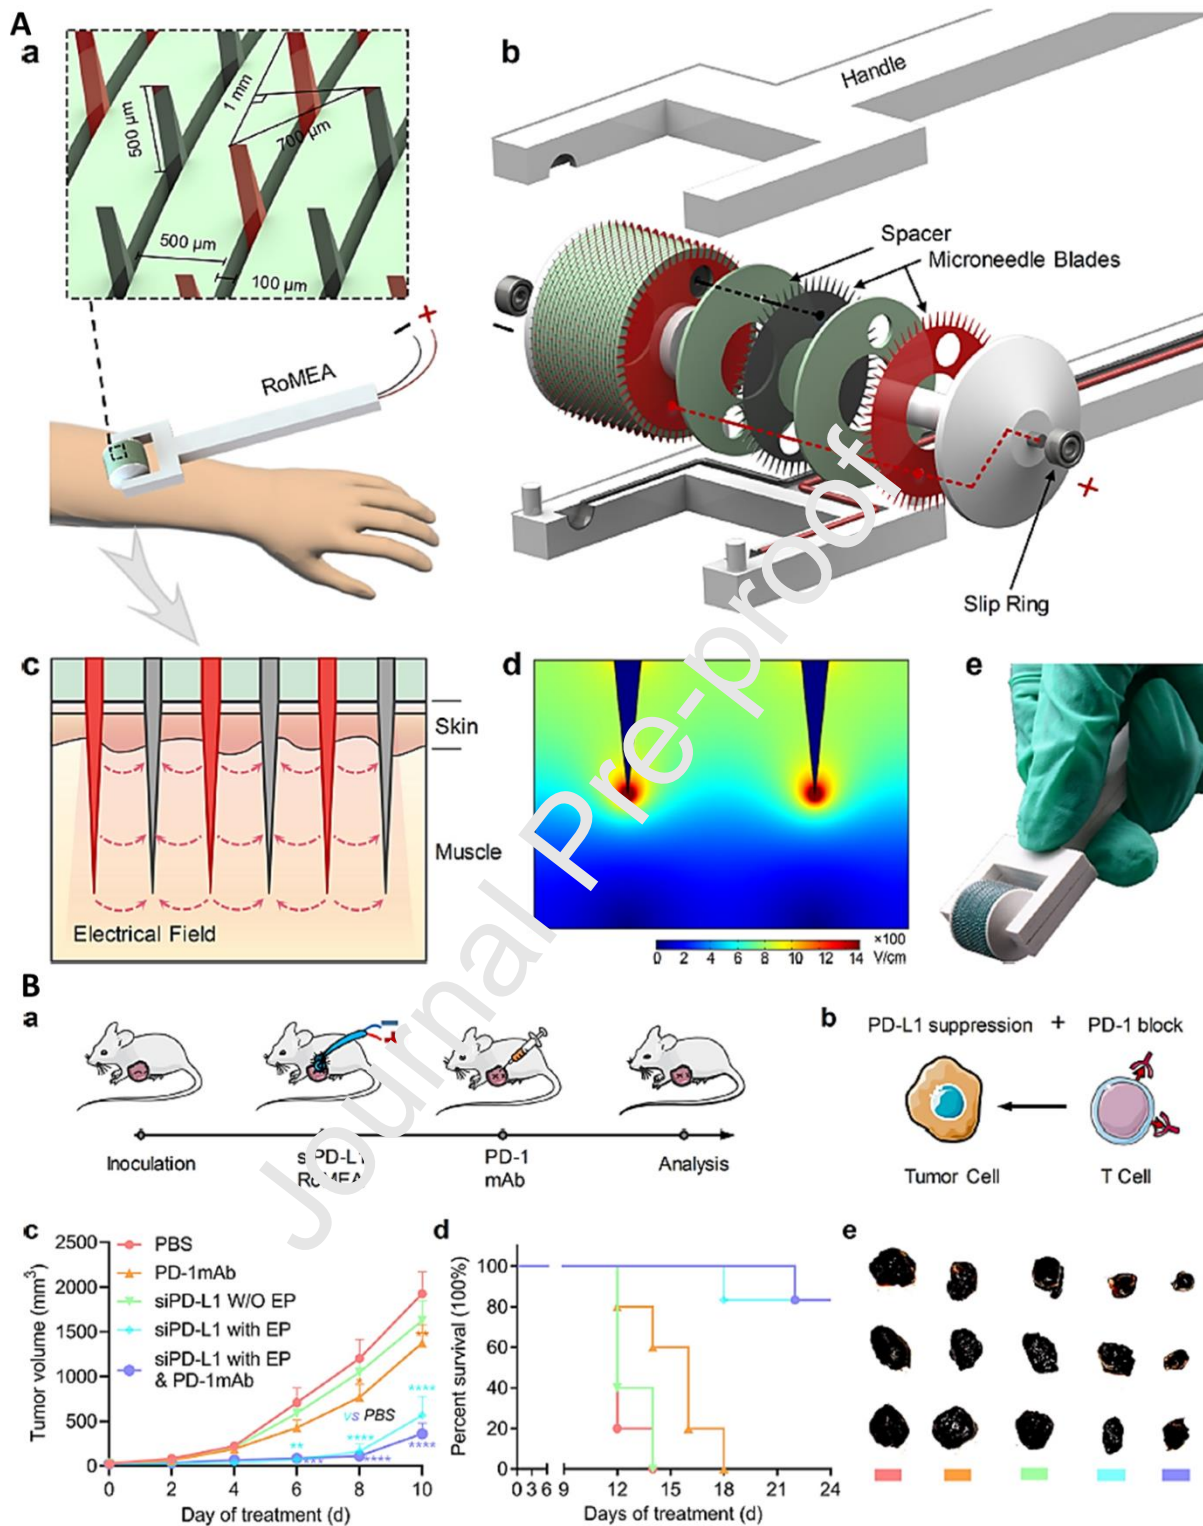 A
a
1 mm
500 µm
700 µm
500 µm
100 µm
RoMEA
b
Handle
Spacer
Microneedle Blades
Slip Ring
c
Skin
Muscle
Electrical Field
d
0 2 4 6 8 10 12 14
×100
V/cm
e
B
a
Inoculation
siPD-L1
RoMEA
PD-1
mAb
Analysis
b
PD-L1 suppression + PD-1 block
Tumor Cell
T Cell
c
Tumor volume (mm³)
2500
2000
1500
1000
500
0
PBS
PD-1mAb
siPD-L1 W/O EP
siPD-L1 with EP
siPD-L1 with EP
& PD-1mAb
**
*
****
vs PBS
****
**
****
****
****
0 2 4 6 8 10
Day of treatment (d)
d
Percent survival (100%)
100
80
60
40
20
0
0 3 6 9 12 15 18 21 24
Days of treatment (d)
e
Journal Pre-proof